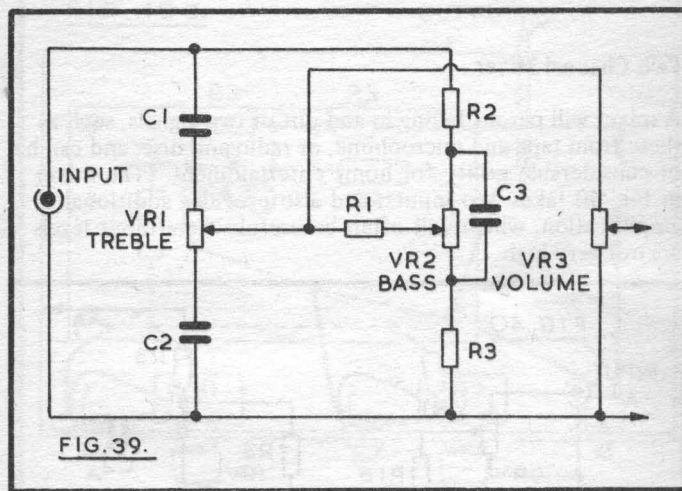 INPUT
C1
VR1
TREBLE
C2
R1
R2
C3
VR2
BASS
R3
VR3
VOLUME
FIG.39.